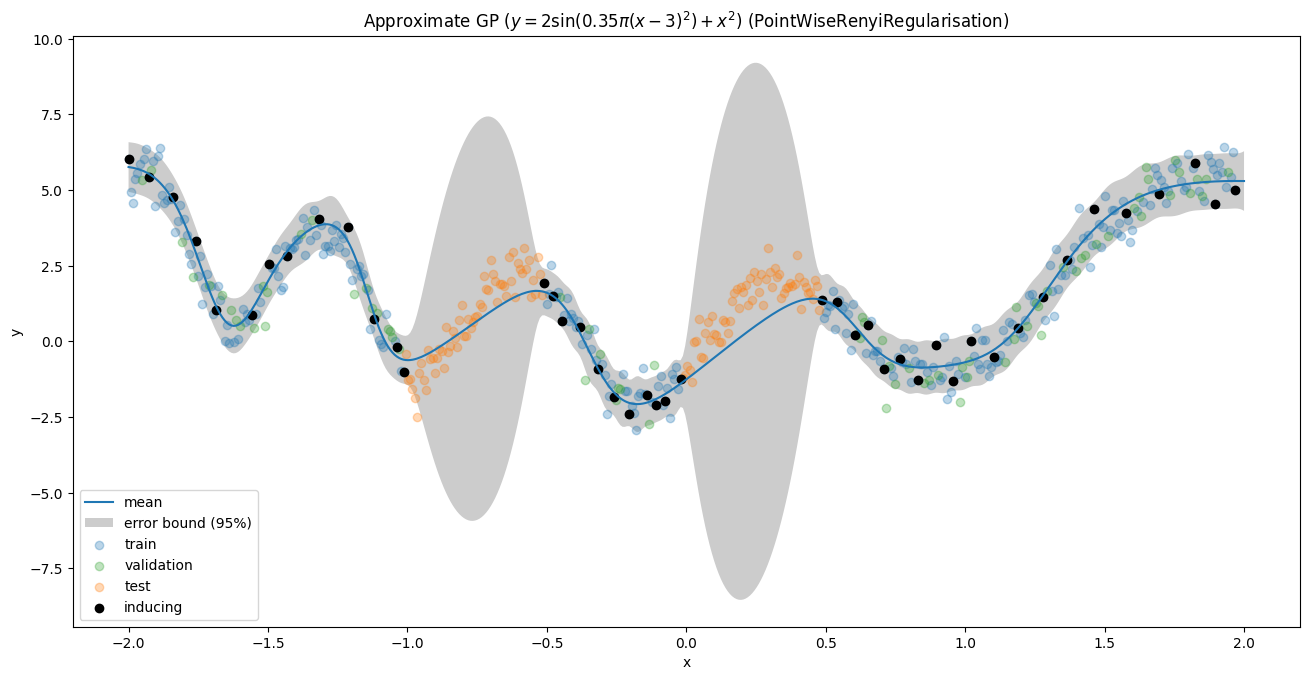 Approximate GP (y = 2sin(0.35π(x − 3)²) + x²) (PointWiseRenyiRegularisation)
10.0
7.5
5.0
2.5
0.0
−2.5
−5.0
−7.5
y
mean
error bound (95%)
train
validation
test
inducing
−2.0 −1.5 −1.0 −0.5 0.0 0.5 1.0 1.5 2.0
x